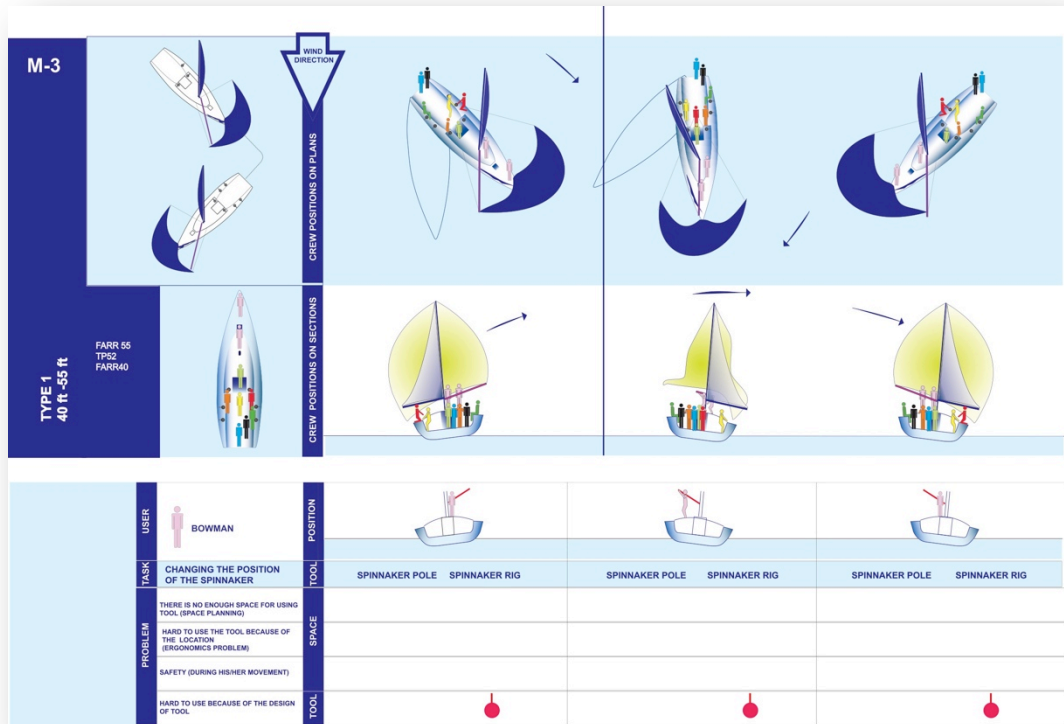 M-3
WIND
DIRECTION
CREW POSITIONS ON PLANS
TYPE 1
40 ft -55 ft
FARR 55
TP52
FARR40
CREW POSITIONS ON SECTIONS
USER
BOWMAN
POSITION
TASK
CHANGING THE POSITION
OF THE SPINNAKER
TOOL
SPINNAKER POLE SPINNAKER RIG
SPINNAKER POLE SPINNAKER RIG
SPINNAKER POLE SPINNAKER RIG
PROBLEM
THERE IS NO ENOUGH SPACE FOR USING
TOOL (SPACE PLANNING)
HARD TO USE THE TOOL BECAUSE OF
THE LOCATION
(ERGONOMICS PROBLEM)
SPACE
SAFETY (DURING HIS/HER MOVEMENT)
HARD TO USE BECAUSE OF THE DESIGN
OF TOOL
TOOL